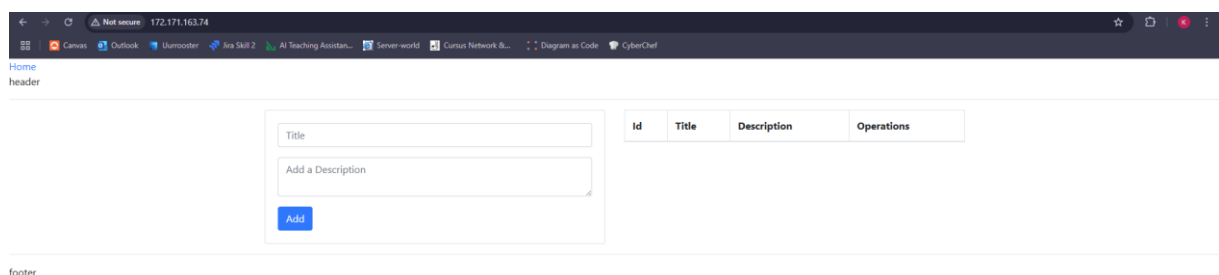 Not secure 172.171.163.74
K
Canvas Outlook Uurrooster Jira Skill 2 AI Teaching Assistan... Server-world Cursus Network &... Diagram as Code CyberChef
Home
header
Title
Add a Description
Add
Id Title Description Operations
footer